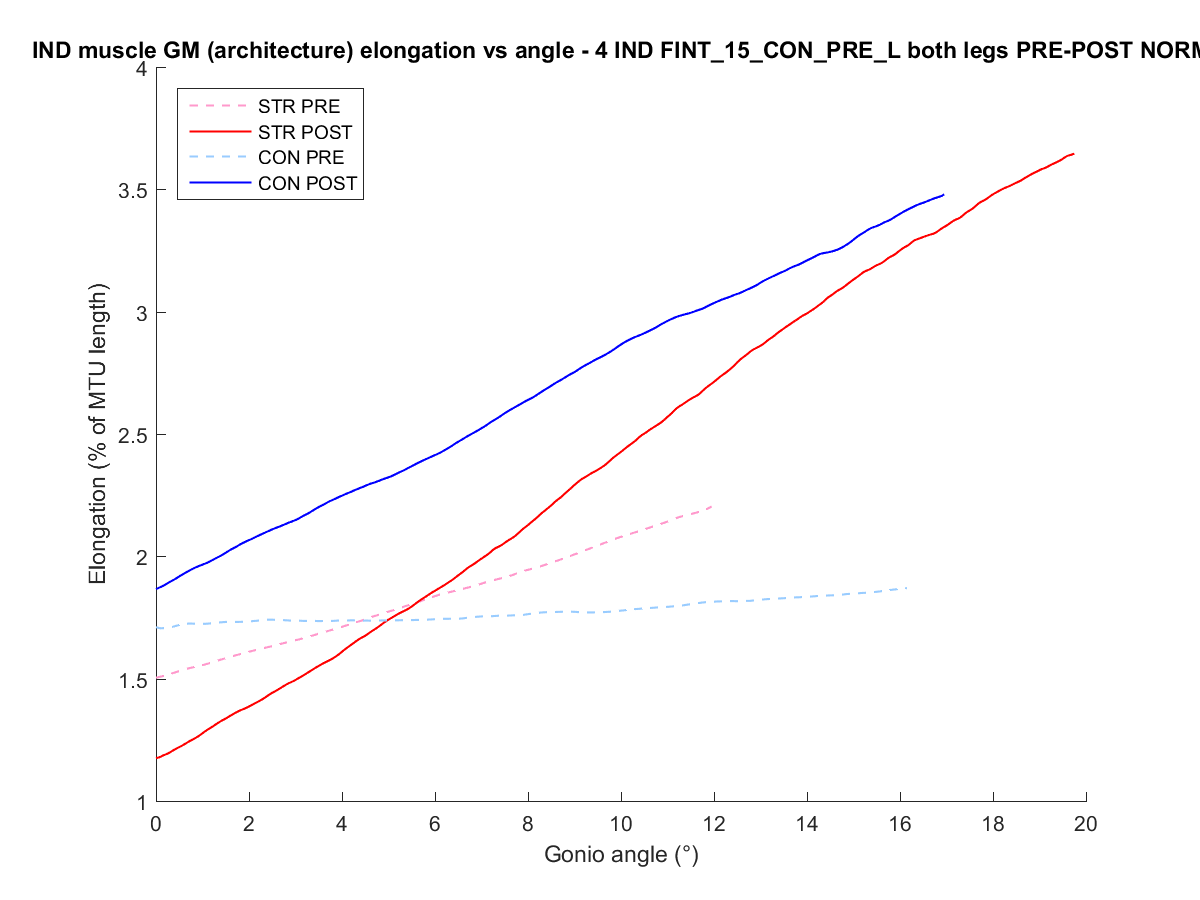 IND muscle GM (architecture) elongation vs angle - 4 IND FINT_15_CON_PRE_L both legs PRE-POST NORM
4
3.5
3
2.5
2
1.5
1
Elongation (% of MTU length)
STR PRE
STR POST
CON PRE
CON POST
0 2 4 6 8 10 12 14 16 18 20
Gonio angle (°)